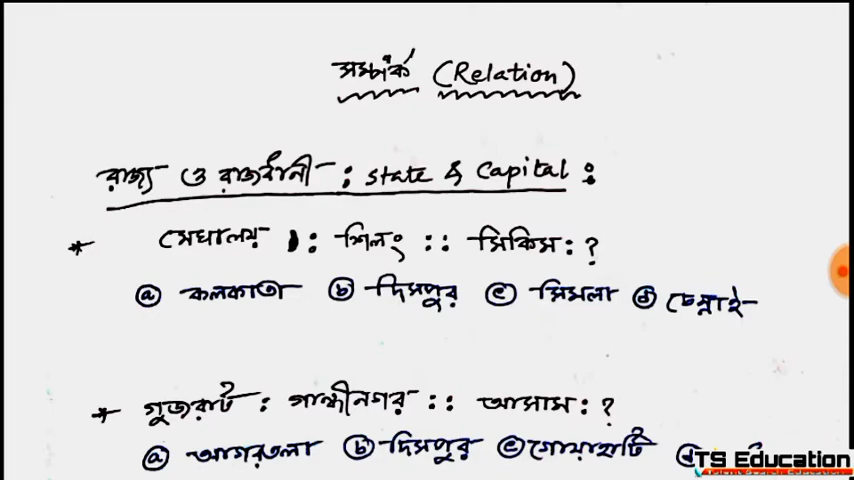 সম্পর্ক (Relation)
রাজ্য ও রাজধানী : State & Capital :
* মেঘালয় : শিলং :: সিকিম : ?
ⓐ কলকাতা ⓑ দিসপুর ⓒ সিমলা ⓓ চেন্নাই
* গুজরাট : গান্ধীনগর :: আসাম : ?
ⓐ আগরতলা ⓑ দিসপুর ⓒ গোয়াহাটি ⓓ
TS Education